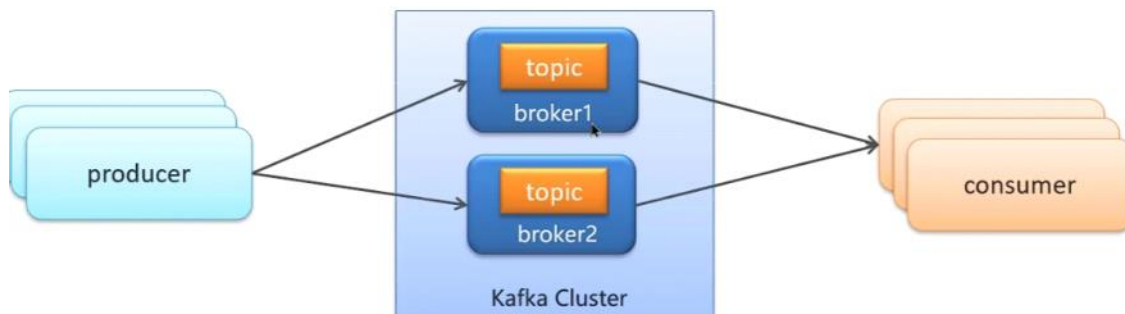 producer
topic
broker1
topic
broker2
Kafka Cluster
consumer